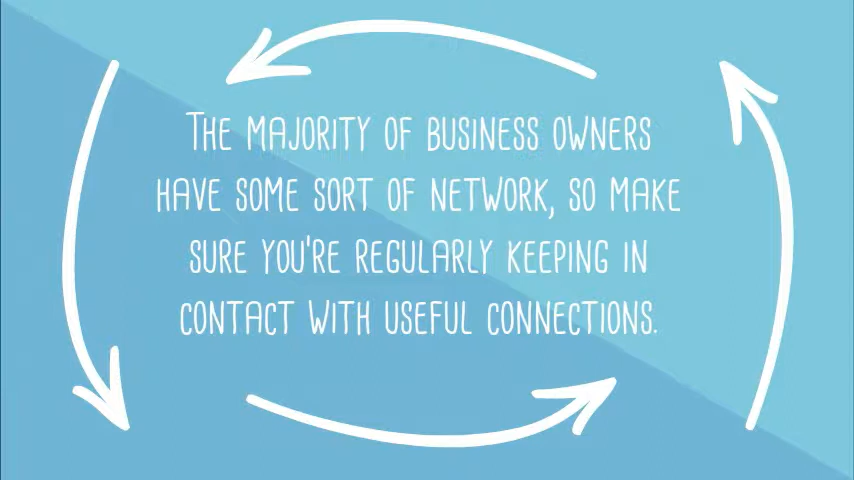 The majority of business owners
have some sort of network, so make
sure you're regularly keeping in
contact with useful connections.